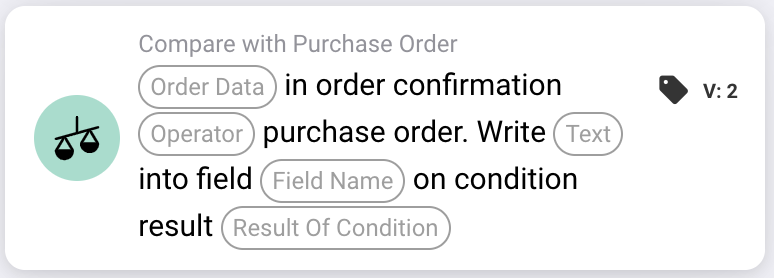 Compare with Purchase Order
Order Data in order confirmation
Operator purchase order. Write Text
into field Field Name on condition
result Result Of Condition
V: 2